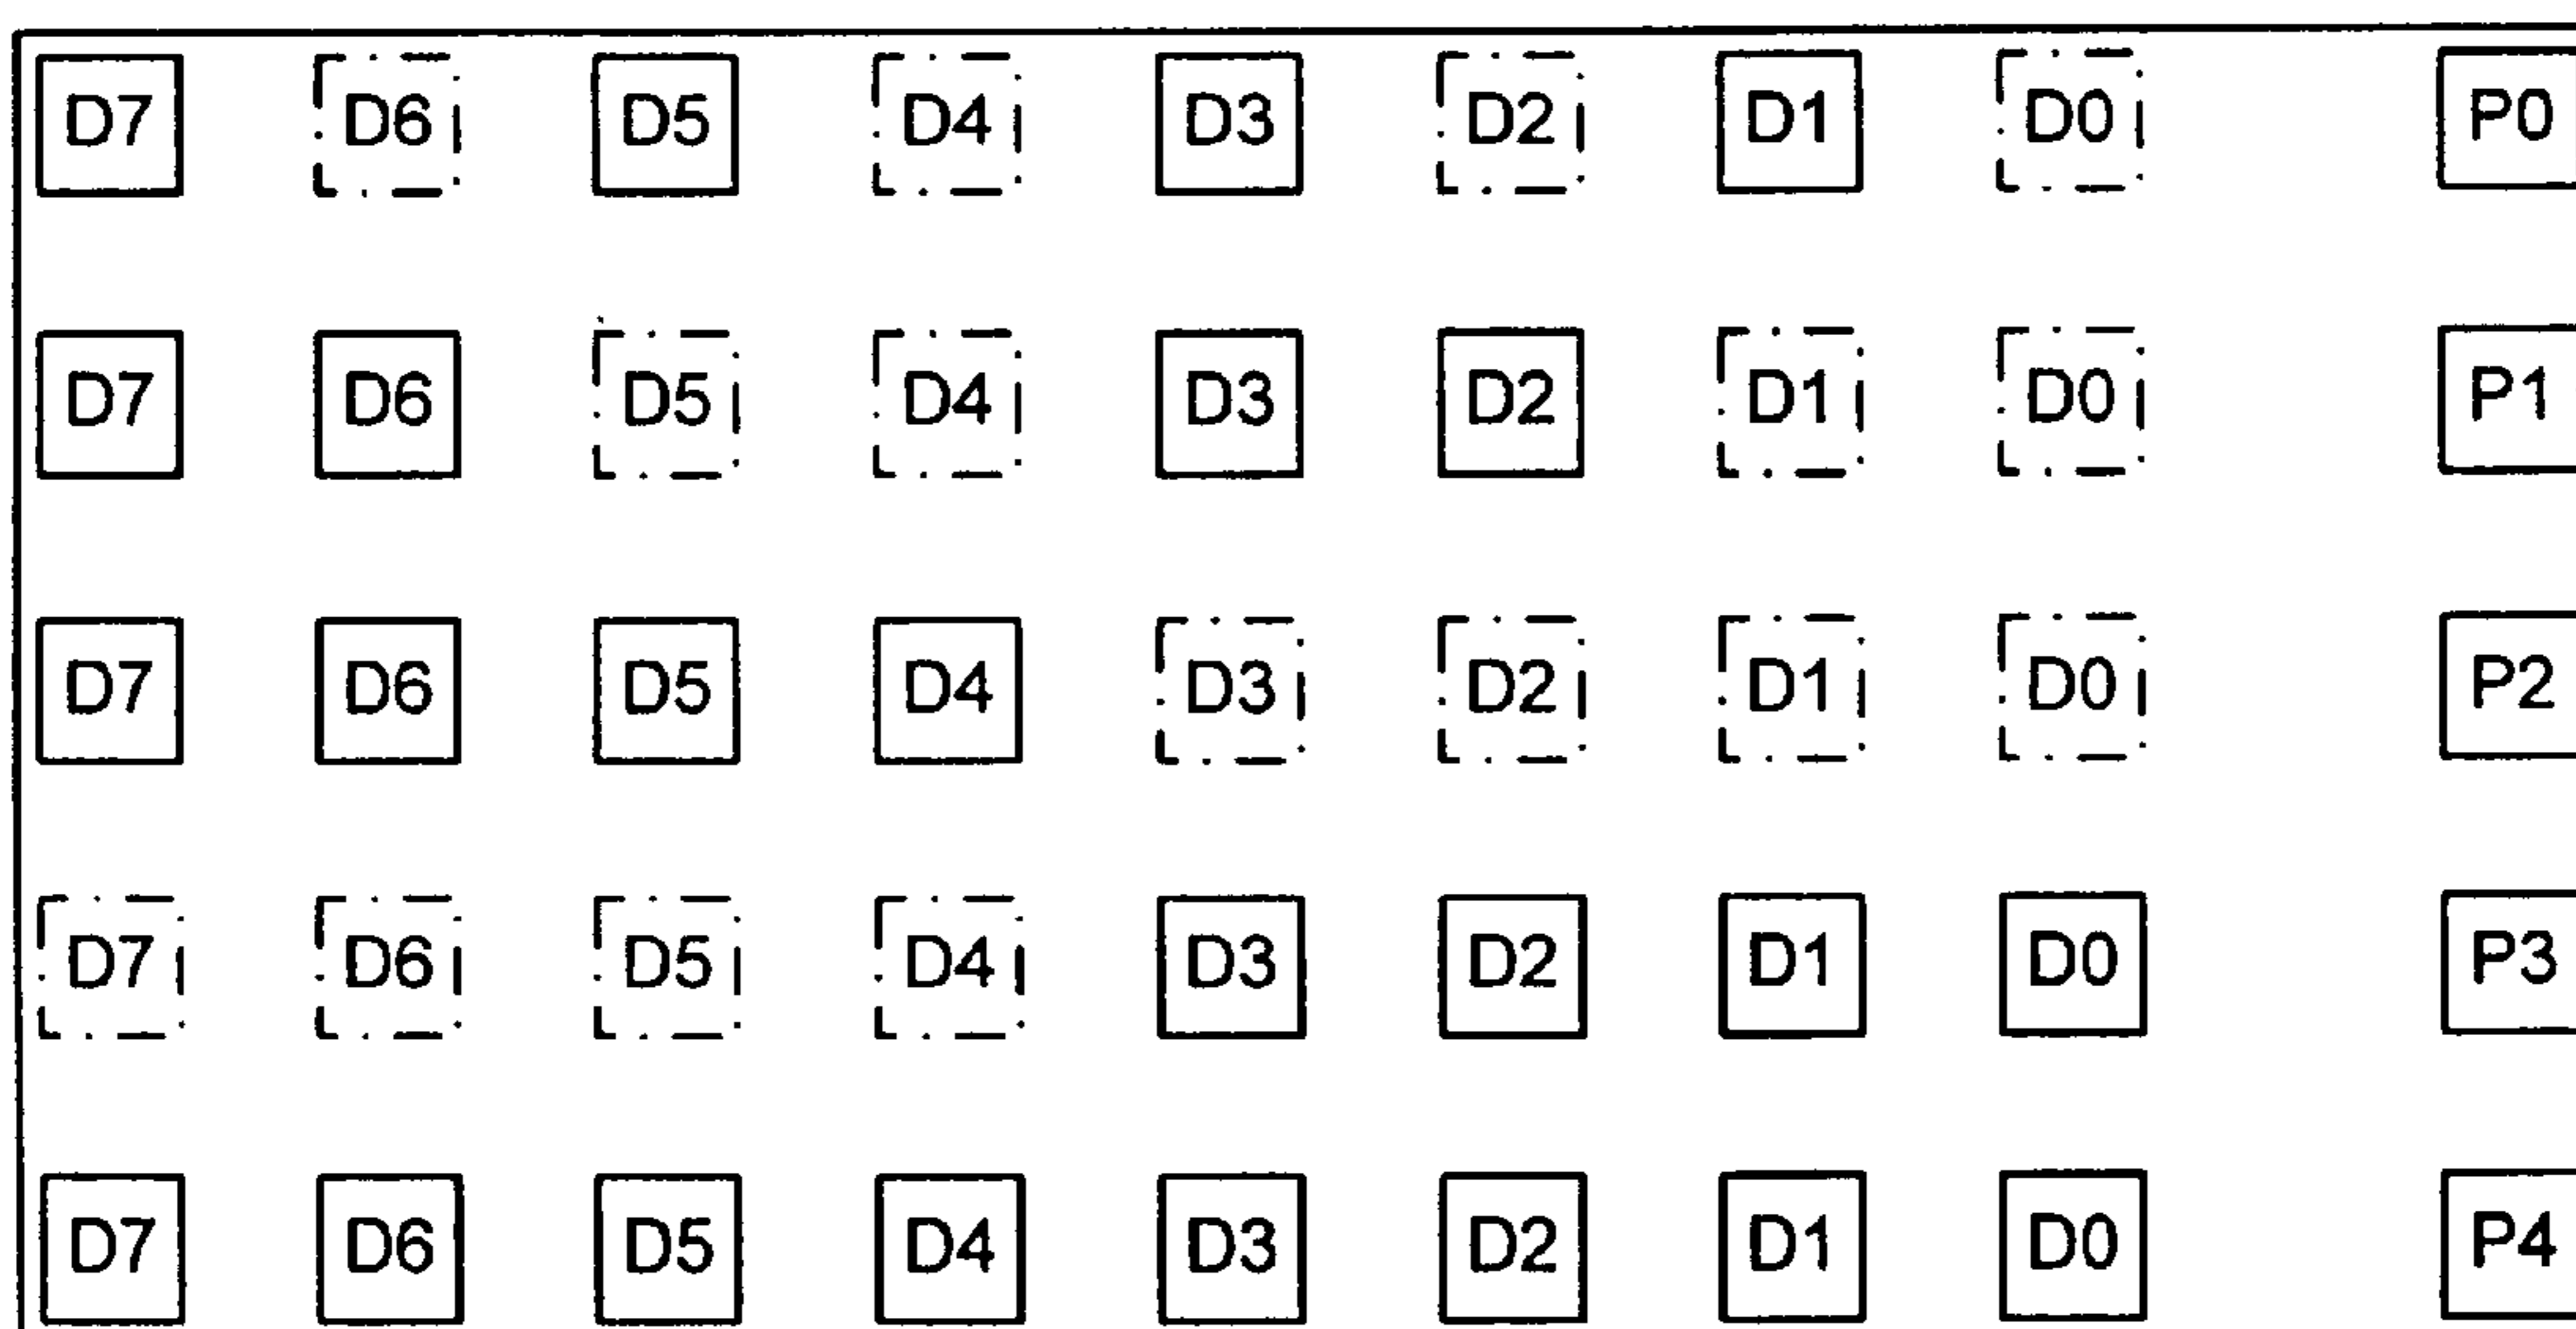 D7 D6 D5 D4 D3 D2 D1 D0 P0
D7 D6 D5 D4 D3 D2 D1 D0 P1
D7 D6 D5 D4 D3 D2 D1 D0 P2
D7 D6 D5 D4 D3 D2 D1 D0 P3
D7 D6 D5 D4 D3 D2 D1 D0 P4